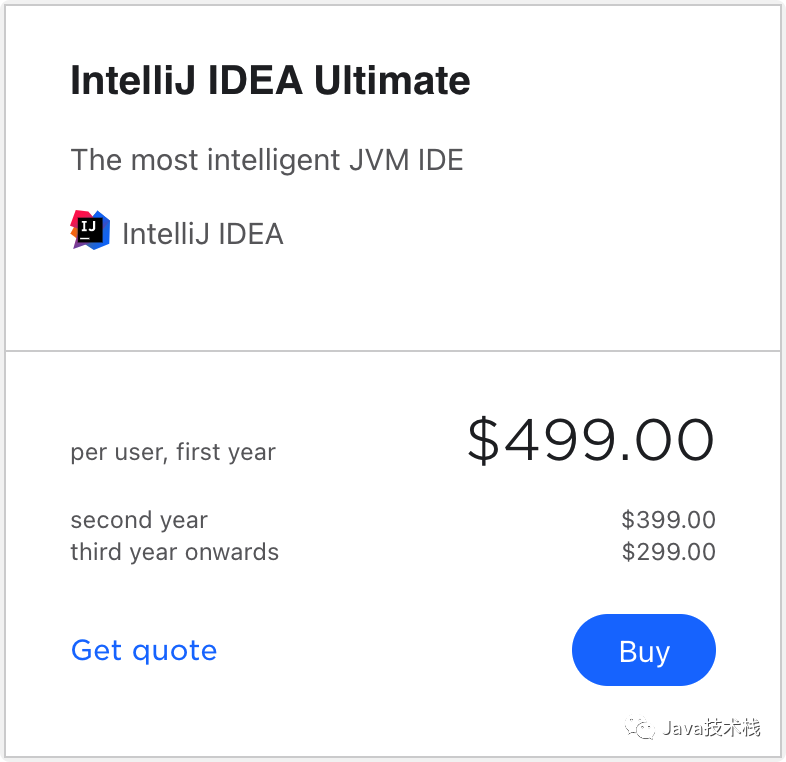 IntelliJ IDEA Ultimate
The most intelligent JVM IDE
IJ
IntelliJ IDEA
per user, first year $499.00
second year $399.00
third year onwards $299.00
Get quote Buy
Java技术栈